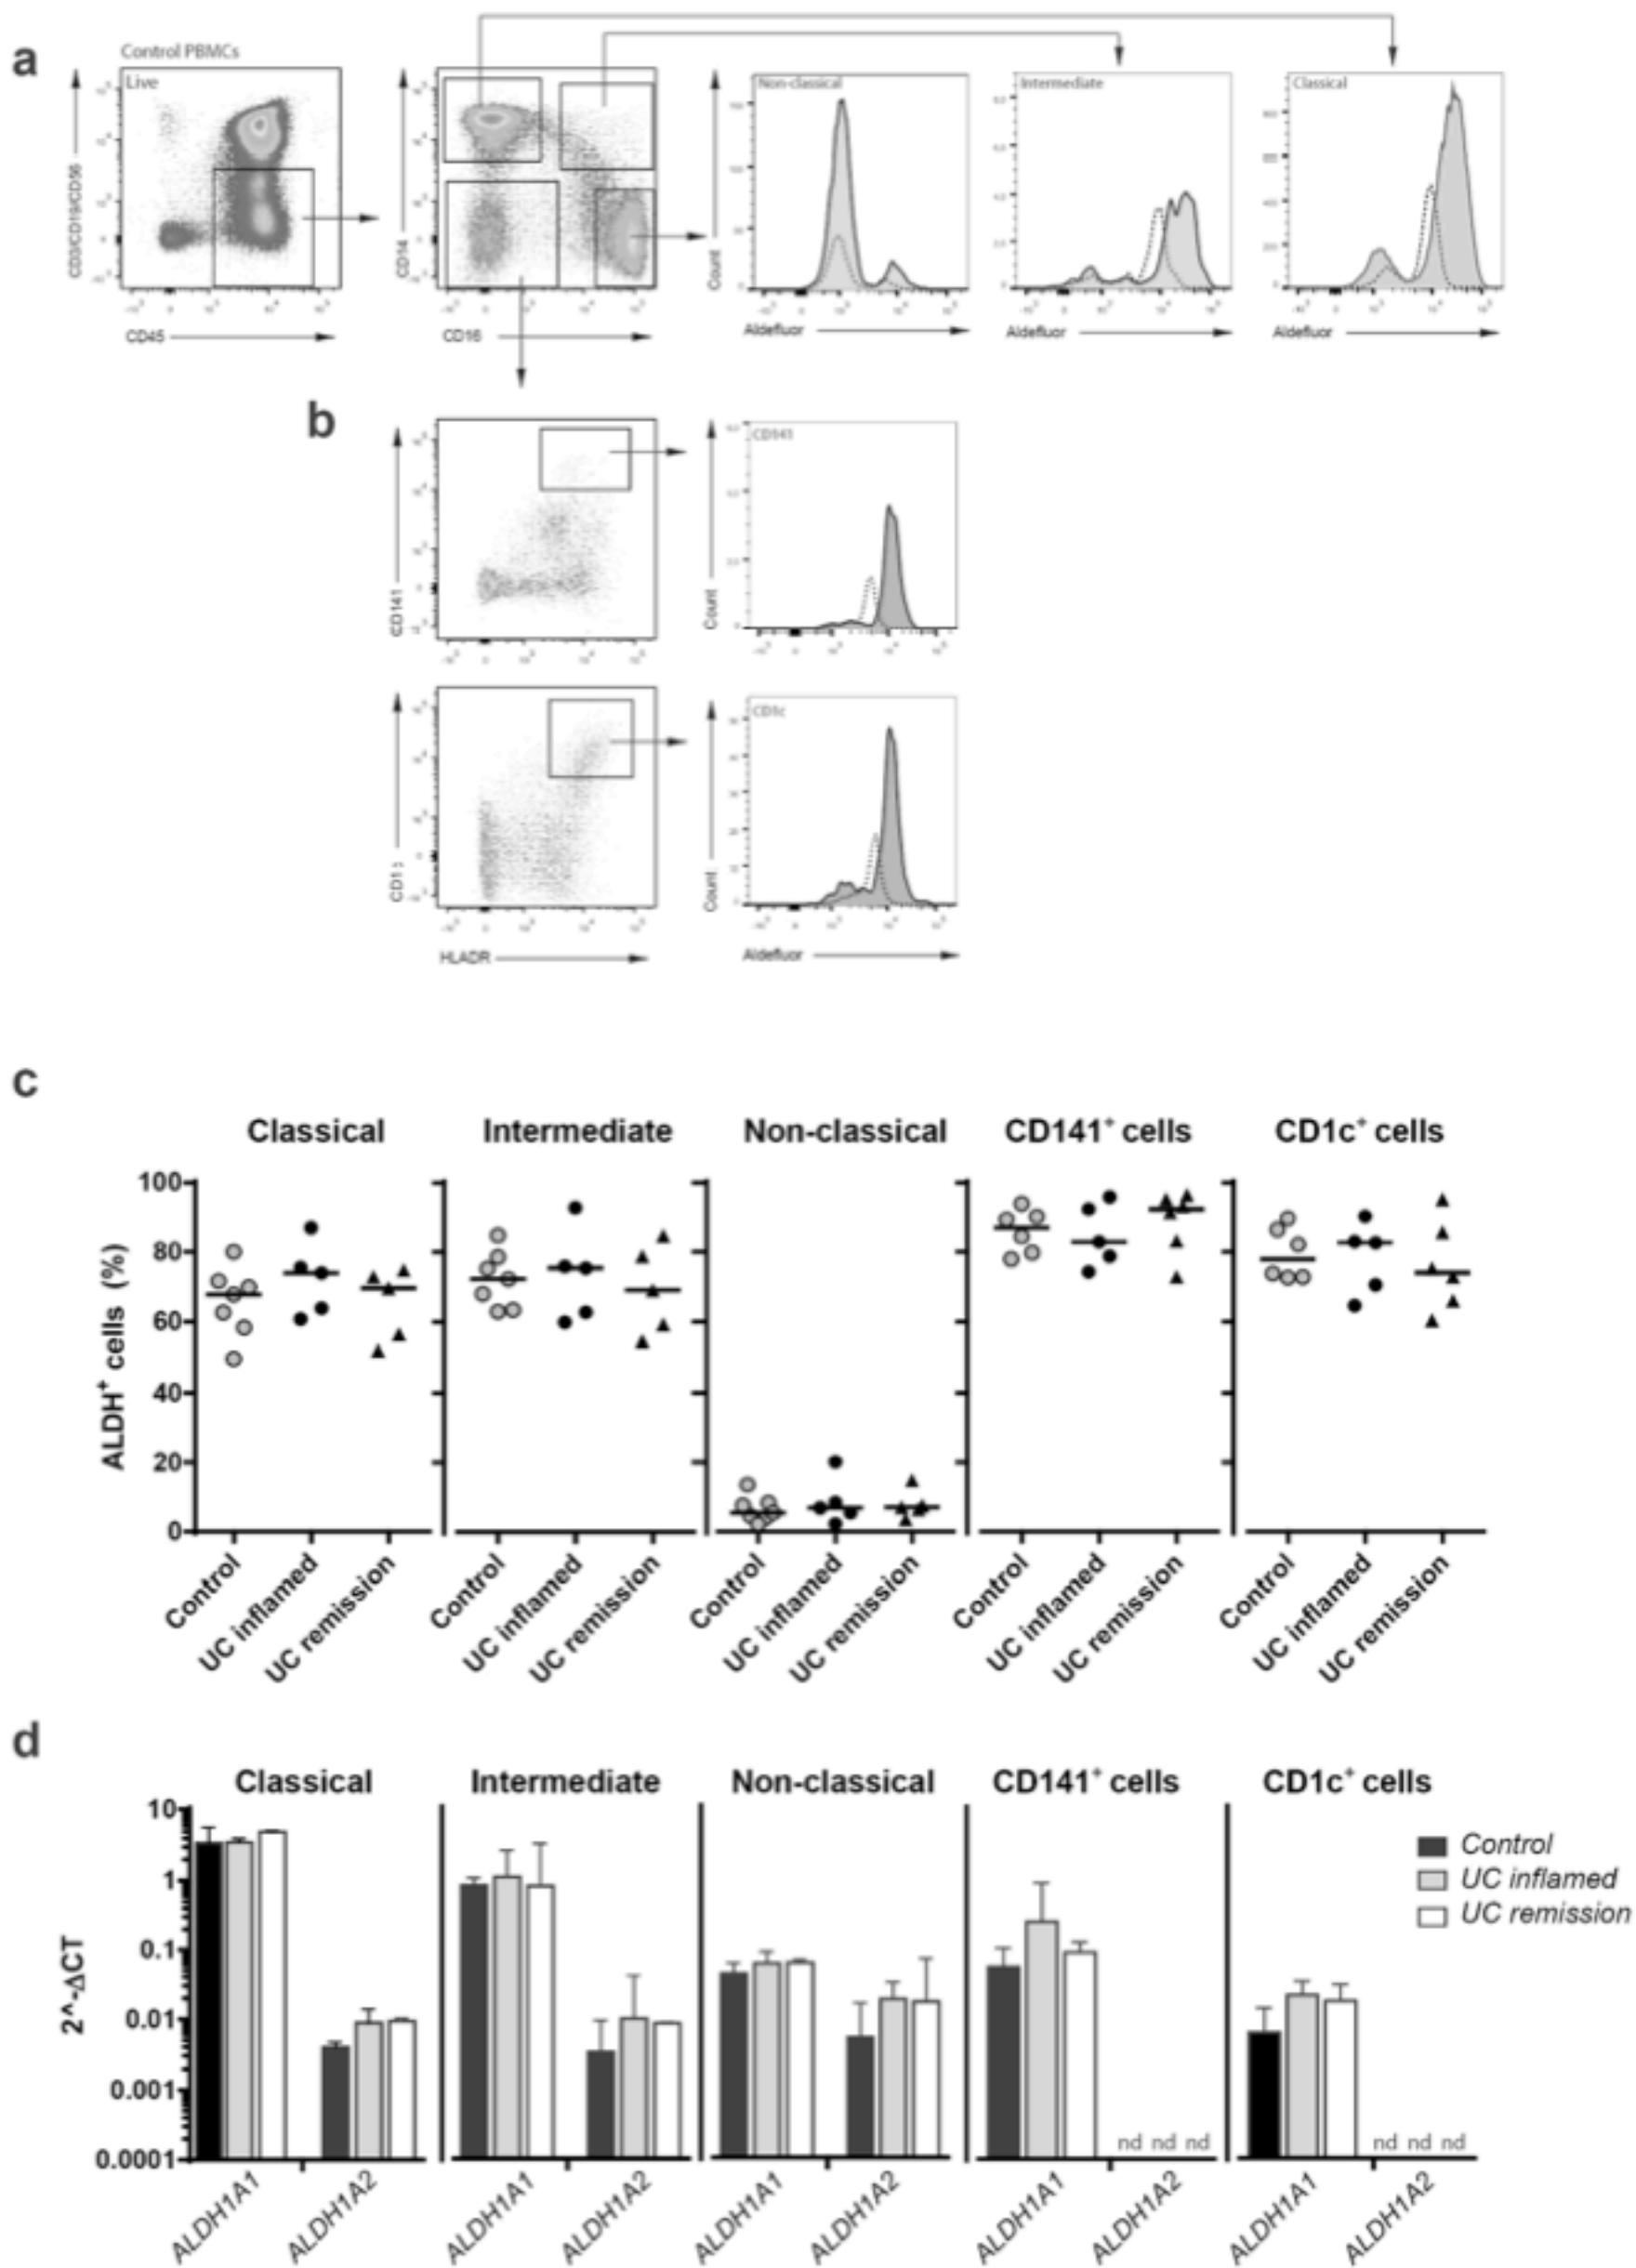 a
Control PBMCs
Live
CD3/CD19/CD56
CD45
CD14
CD16
Non-classical
Count
Aldefluor
Intermediate
Aldefluor
Classical
Aldefluor
b
CD141
CD141
Count
CD1
HLADR
CD1c
Count
Aldefluor
c
Classical Intermediate Non-classical CD141+ cells CD1c+ cells
ALDH+ cells (%)
100
80
60
40
20
0
Control UC inflamed UC remission Control UC inflamed UC remission Control UC inflamed UC remission Control UC inflamed UC remission Control UC inflamed UC remission
d
Classical Intermediate Non-classical CD141+ cells CD1c+ cells
2^-ΔCT
10
1
0.1
0.01
0.001
0.0001
Control
UC inflamed
UC remission
nd nd nd nd nd nd
ALDH1A1 ALDH1A2 ALDH1A1 ALDH1A2 ALDH1A1 ALDH1A2 ALDH1A1 ALDH1A2 ALDH1A1 ALDH1A2